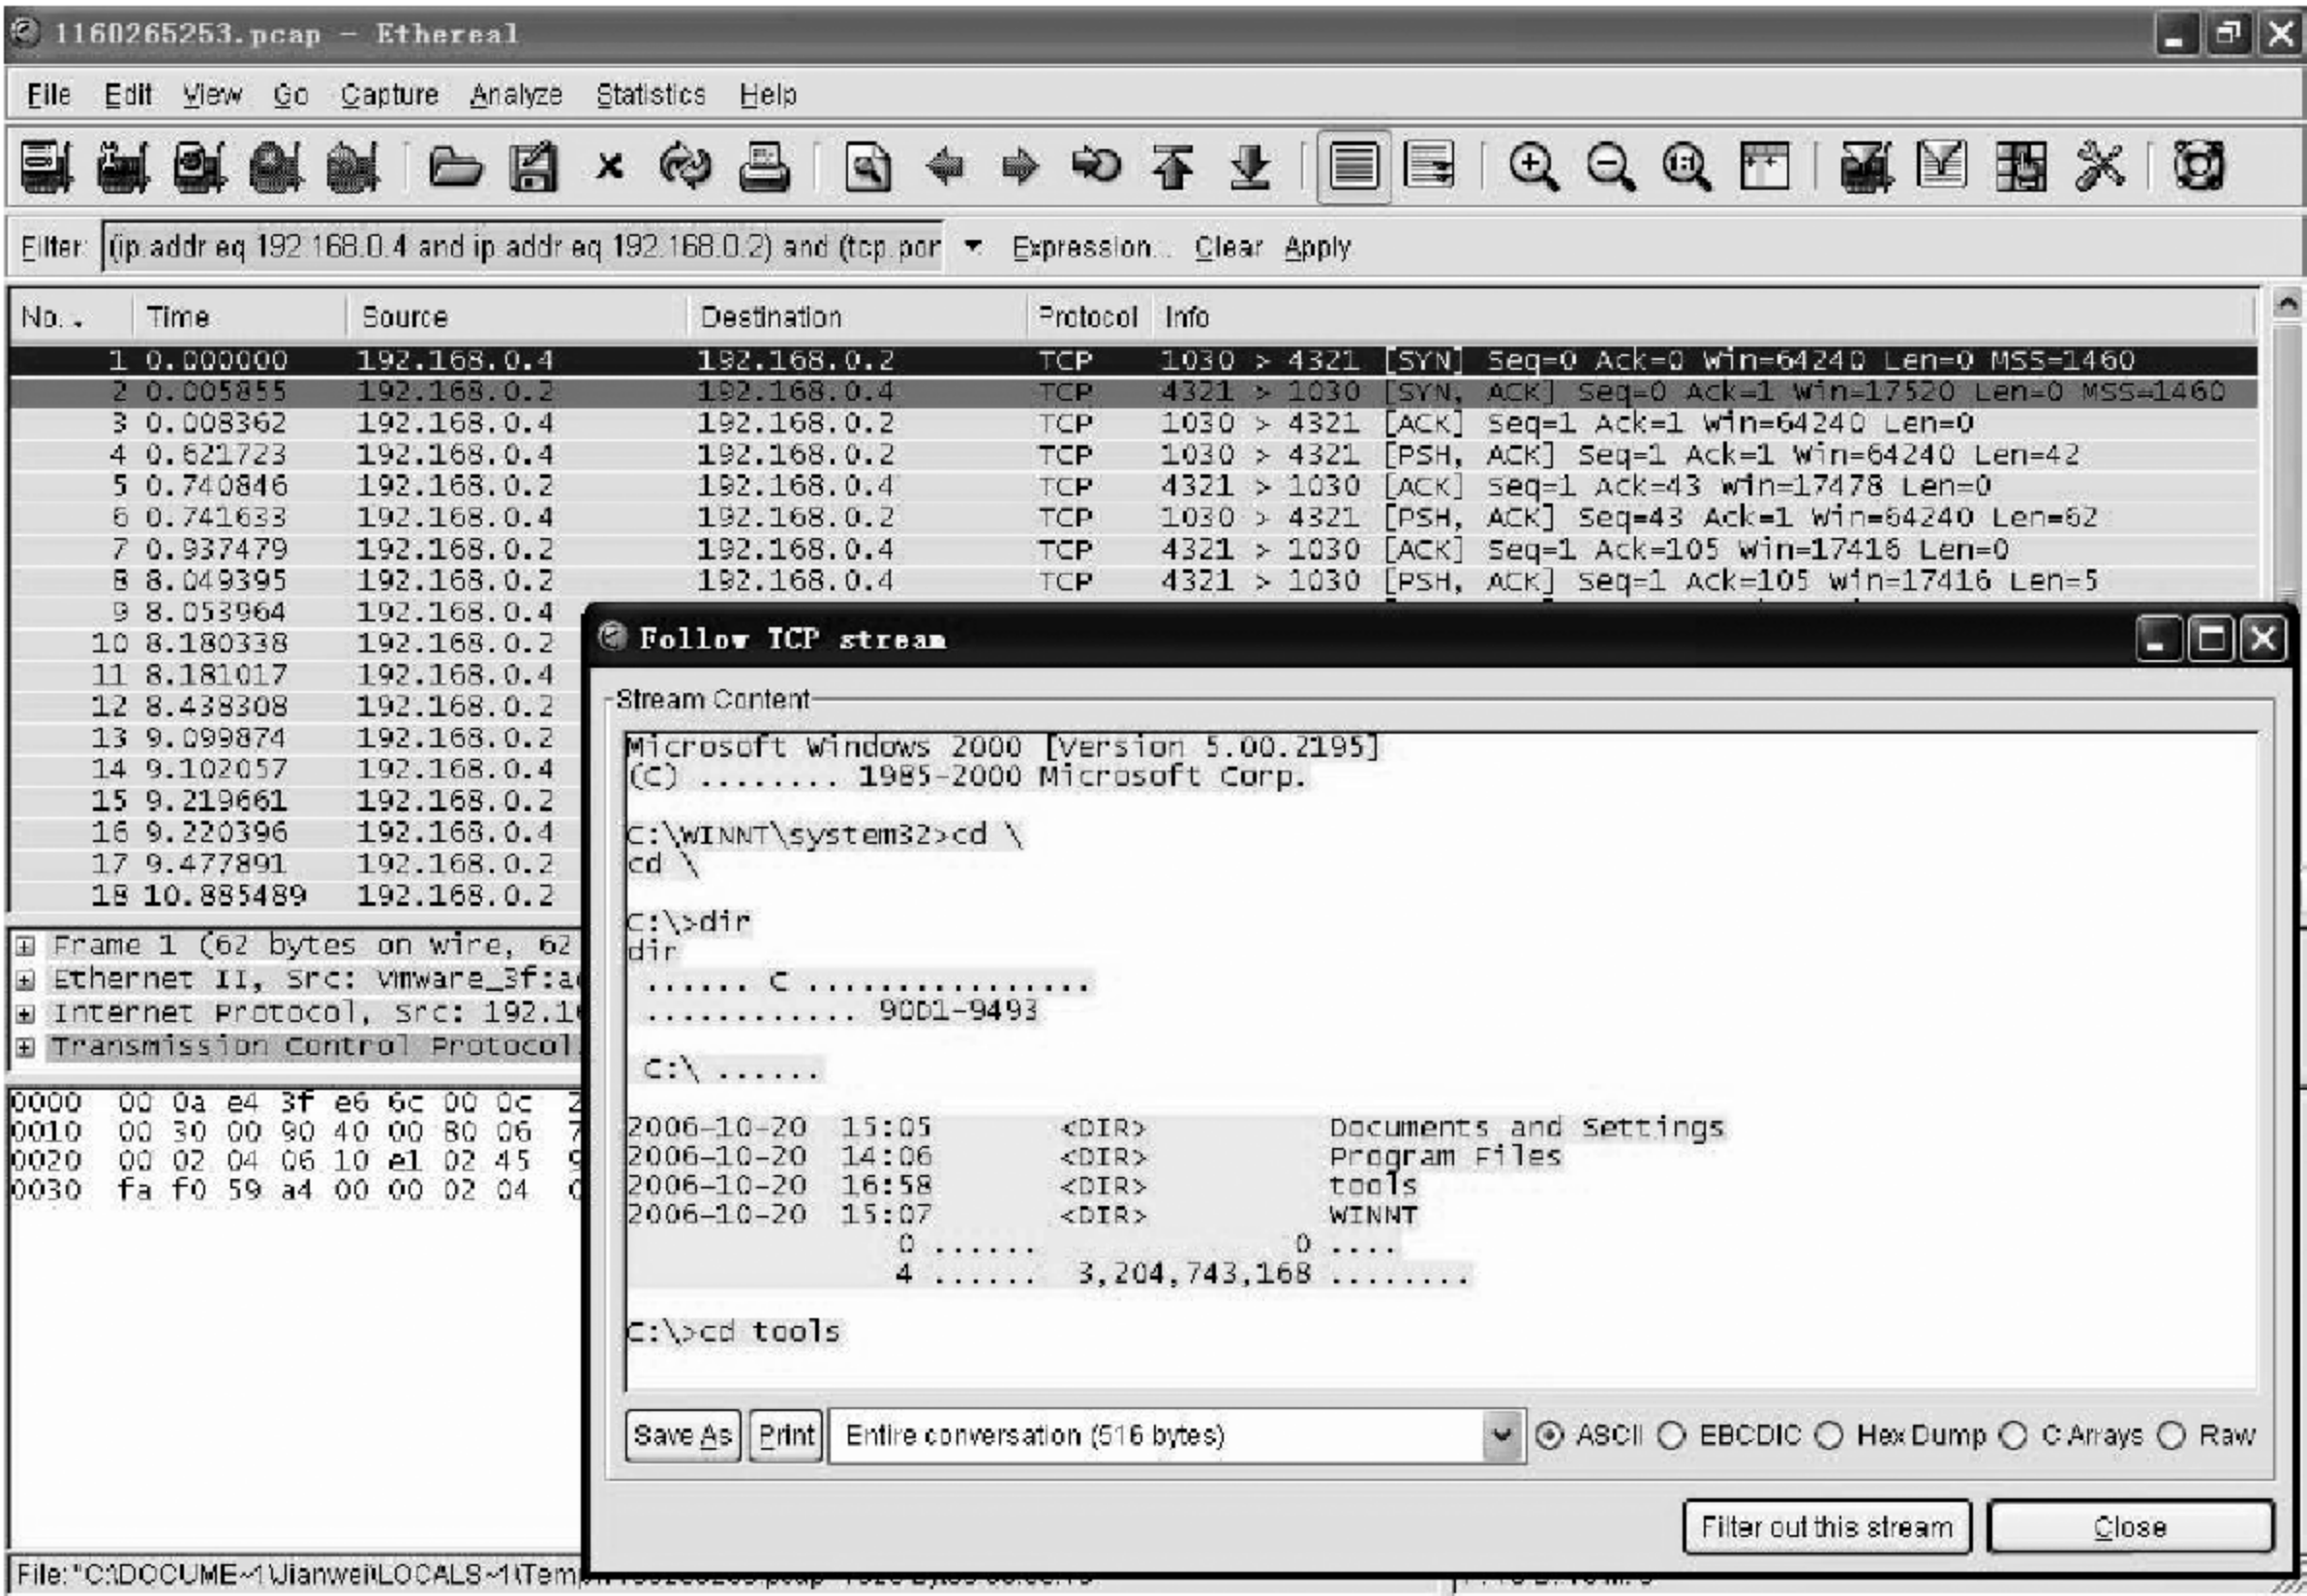 1160265253.pcap - Ethereal
File Edit View Go Capture Analyze Statistics Help
Filter: (ip.addr eq 192.168.0.4 and ip.addr eq 192.168.0.2) and (tcp.por Expression... Clear Apply
No. Time Source Destination Protocol Info
1 0.000000 192.168.0.4 192.168.0.2 TCP 1030 > 4321 [SYN] Seq=0 Ack=0 Win=64240 Len=0 MSS=1460
2 0.005855 192.168.0.2 192.168.0.4 TCP 4321 > 1030 [SYN, ACK] Seq=0 Ack=1 Win=17520 Len=0 MSS=1460
3 0.008362 192.168.0.4 192.168.0.2 TCP 1030 > 4321 [ACK] Seq=1 Ack=1 Win=64240 Len=0
4 0.621723 192.168.0.4 192.168.0.2 TCP 1030 > 4321 [PSH, ACK] Seq=1 Ack=1 Win=64240 Len=42
5 0.740846 192.168.0.2 192.168.0.4 TCP 4321 > 1030 [ACK] Seq=1 Ack=43 Win=17478 Len=0
6 0.741633 192.168.0.4 192.168.0.2 TCP 1030 > 4321 [PSH, ACK] Seq=43 Ack=1 Win=64240 Len=62
7 0.937479 192.168.0.2 192.168.0.4 TCP 4321 > 1030 [ACK] Seq=1 Ack=105 Win=17416 Len=0
8 8.049395 192.168.0.2 192.168.0.4 TCP 4321 > 1030 [PSH, ACK] Seq=1 Ack=105 Win=17416 Len=5
9 8.053964 192.168.0.4
10 8.180338 192.168.0.2
11 8.181017 192.168.0.4
12 8.438308 192.168.0.2
13 9.099874 192.168.0.2
14 9.102057 192.168.0.4
15 9.219661 192.168.0.2
16 9.220396 192.168.0.4
17 9.477891 192.168.0.2
18 10.885489 192.168.0.2
Frame 1 (62 bytes on wire, 62
Ethernet II, Src: Vmware_3f:a
Internet Protocol, Src: 192.1
Transmission Control Protocol
0000 00 0a e4 3f e6 6c 00 0c 2
0010 00 30 00 90 40 00 80 06 7
0020 00 02 04 06 10 e1 02 45 9
0030 fa f0 59 a4 00 00 02 04 0
Follow TCP stream
Stream Content
Microsoft Windows 2000 [Version 5.00.2195]
(C) ........ 1985-2000 Microsoft Corp.
C:\WINNT\system32>cd \
cd \
C:\>dir
dir
...... C .................
............ 90D1-9493
C:\ ......
2006-10-20 15:05 <DIR> Documents and Settings
2006-10-20 14:06 <DIR> Program Files
2006-10-20 16:58 <DIR> tools
2006-10-20 15:07 <DIR> WINNT
0 ...... 0 ....
4 ...... 3,204,743,168 ........
C:\>cd tools
Save As Print Entire conversation (516 bytes) ASCII EBCDIC Hex Dump C Arrays Raw
Filter out this stream Close
File: "C:\DOCUME~1\Jianwei\LOCALS~1\Temp\